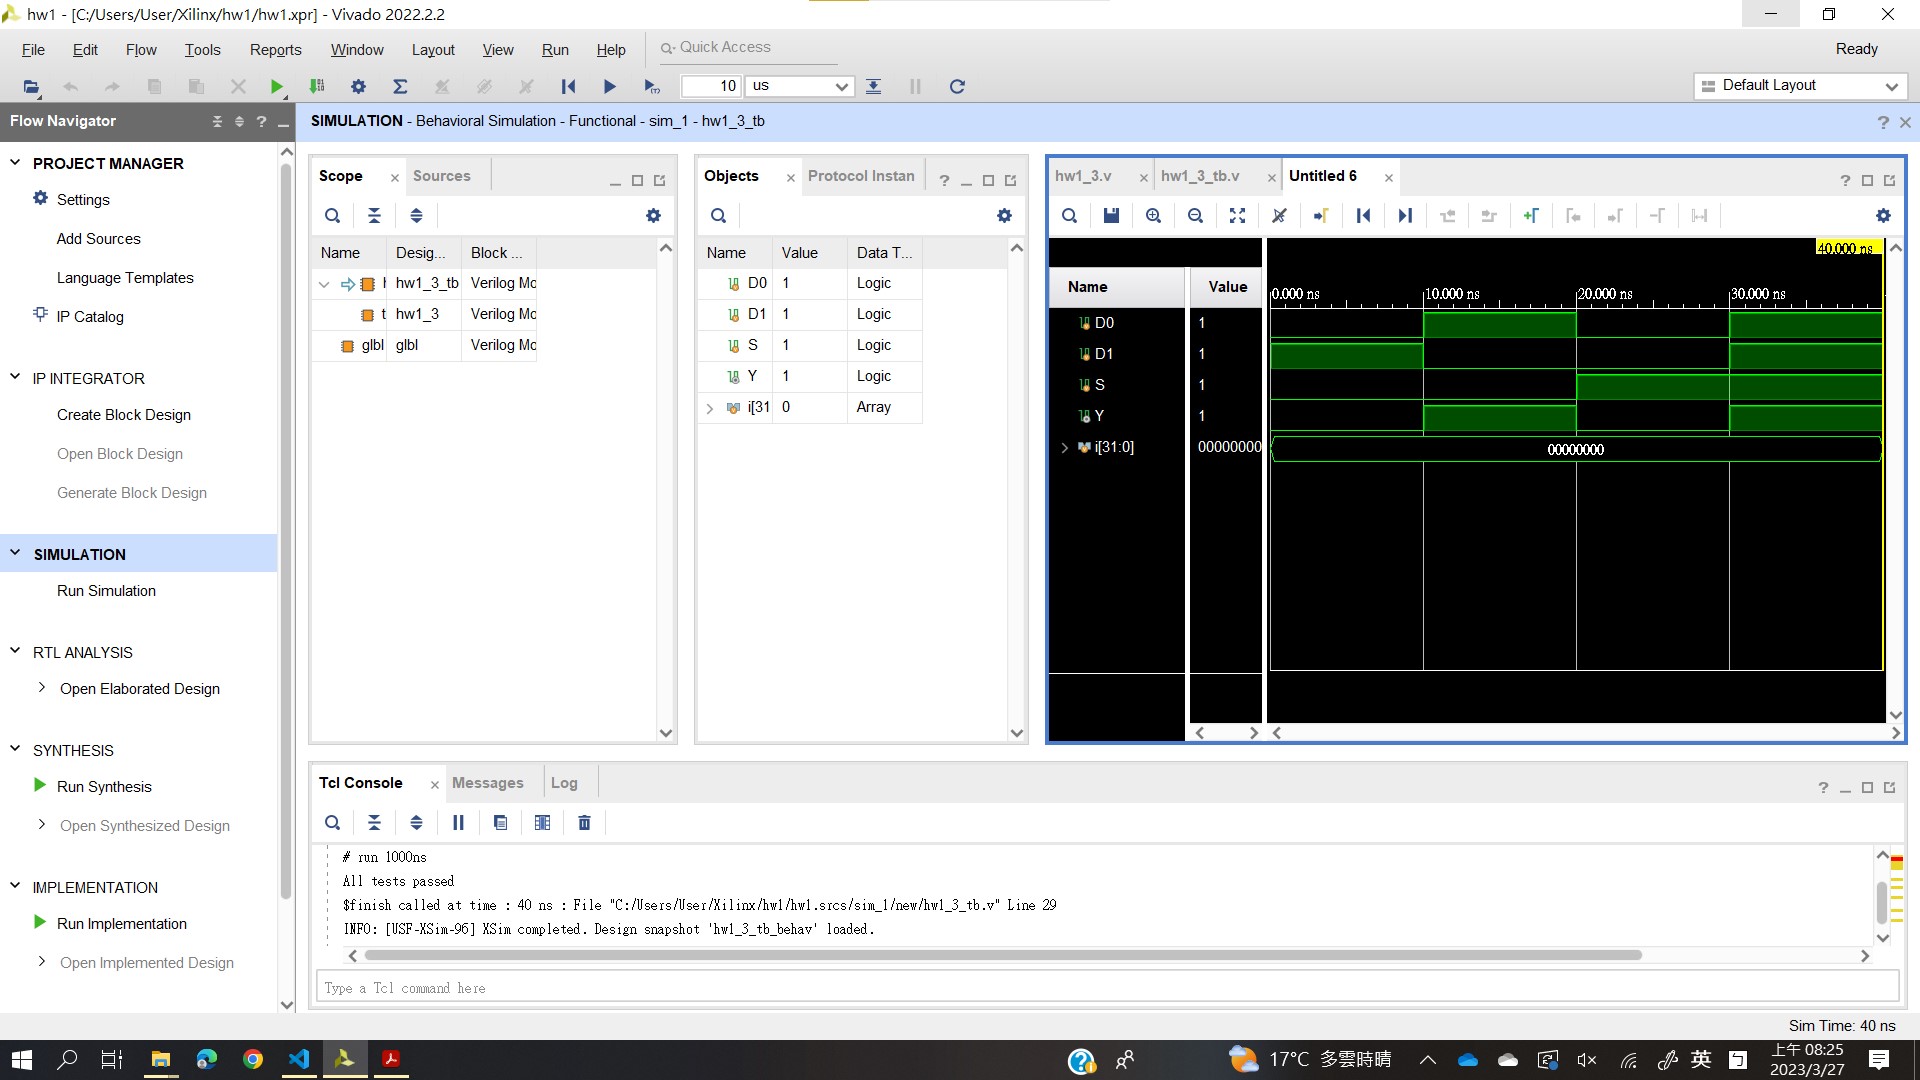 hw1 - [C:/Users/User/Xilinx/hw1/hw1.xpr] - Vivado 2022.2.2
File Edit Flow Tools Reports Window Layout View Run Help Quick Access Ready
10 us Default Layout
Flow Navigator
SIMULATION - Behavioral Simulation - Functional - sim_1 - hw1_3_tb
PROJECT MANAGER
Settings
Add Sources
Language Templates
IP Catalog
IP INTEGRATOR
Create Block Design
Open Block Design
Generate Block Design
SIMULATION
Run Simulation
RTL ANALYSIS
Open Elaborated Design
SYNTHESIS
Run Synthesis
Open Synthesized Design
IMPLEMENTATION
Run Implementation
Open Implemented Design
Scope Sources
Name Desig... Block ...
hw1_3_tb Verilog Mo
t hw1_3 Verilog Mo
glbl glbl Verilog Mo
Objects Protocol Instan
Name Value Data T...
D0 1 Logic
D1 1 Logic
S 1 Logic
Y 1 Logic
i[31 0 Array
hw1_3.v hw1_3_tb.v Untitled 6
40.000 ns
Name Value
0.000 ns 10.000 ns 20.000 ns 30.000 ns
D0 1
D1 1
S 1
Y 1
i[31:0] 00000000 00000000
Tcl Console Messages Log
# run 1000ns
All tests passed
$finish called at time : 40 ns : File "C:/Users/User/Xilinx/hw1/hw1.srcs/sim_1/new/hw1_3_tb.v" Line 29
INFO: [USF-XSim-96] XSim completed. Design snapshot 'hw1_3_tb_behav' loaded.
Type a Tcl command here
Sim Time: 40 ns
17°C 多雲時晴 英 上午 08:25
2023/3/27